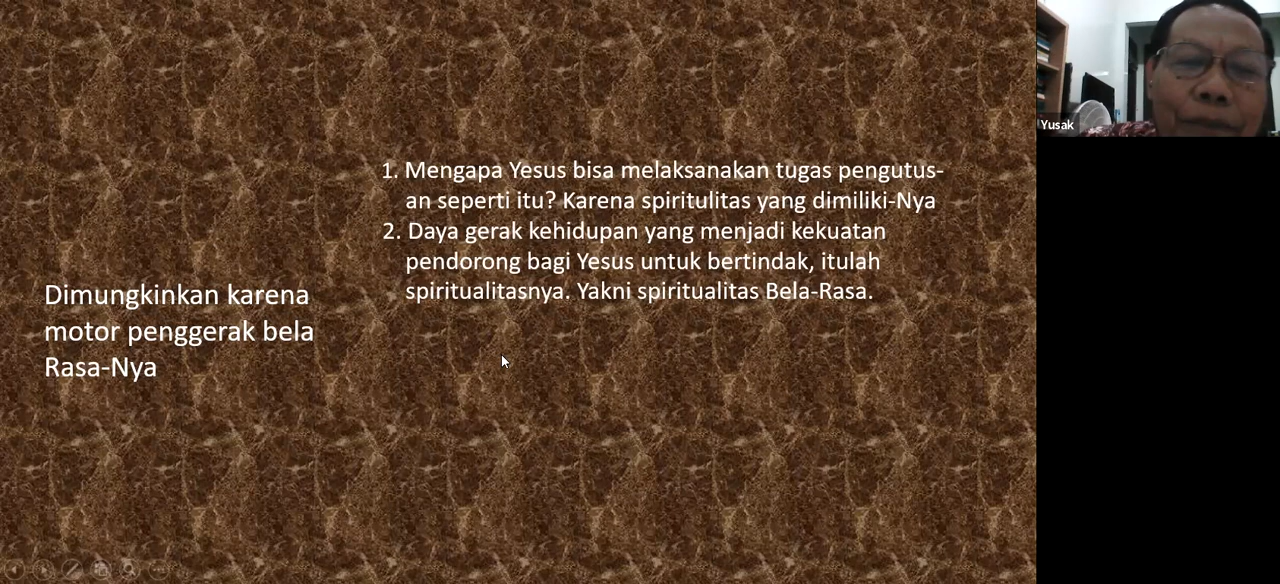 Yusak
1. Mengapa Yesus bisa melaksanakan tugas pengutus-
an seperti itu? Karena spiritulitas yang dimiliki-Nya
2. Daya gerak kehidupan yang menjadi kekuatan
pendorong bagi Yesus untuk bertindak, itulah
spiritualitasnya. Yakni spiritualitas Bela-Rasa.
Dimungkinkan karena
motor penggerak bela
Rasa-Nya